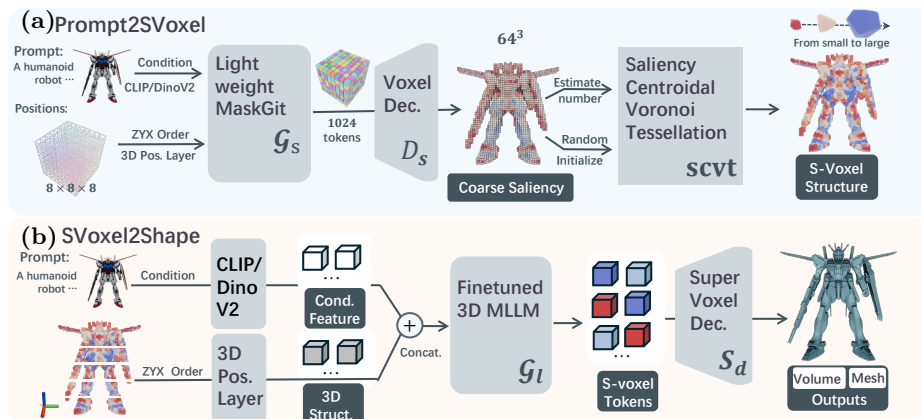 (a) Prompt2SVoxel
Prompt:
A humanoid
robot ...
Condition
CLIP/DinoV2
Positions:
8 × 8 × 8
ZYX Order
3D Pos. Layer
Light
weight
MaskGit
𝒢s
1024
tokens
Voxel
Dec.
Ds
64³
Coarse Saliency
Estimate
number
Random
Initialize
Saliency
Centroidal
Voronoi
Tessellation
scvt
From small to large
S-Voxel
Structure
(b) SVoxel2Shape
Prompt:
A humanoid
robot ...
Condition
CLIP/
Dino
V2
...
Cond.
Feature
ZYX Order
3D
Pos.
Layer
...
3D
Struct.
+
Concat.
Finetuned
3D MLLM
𝒢l
...
S-voxel
Tokens
Super
Voxel
Dec.
Sd
Volume Mesh
Outputs